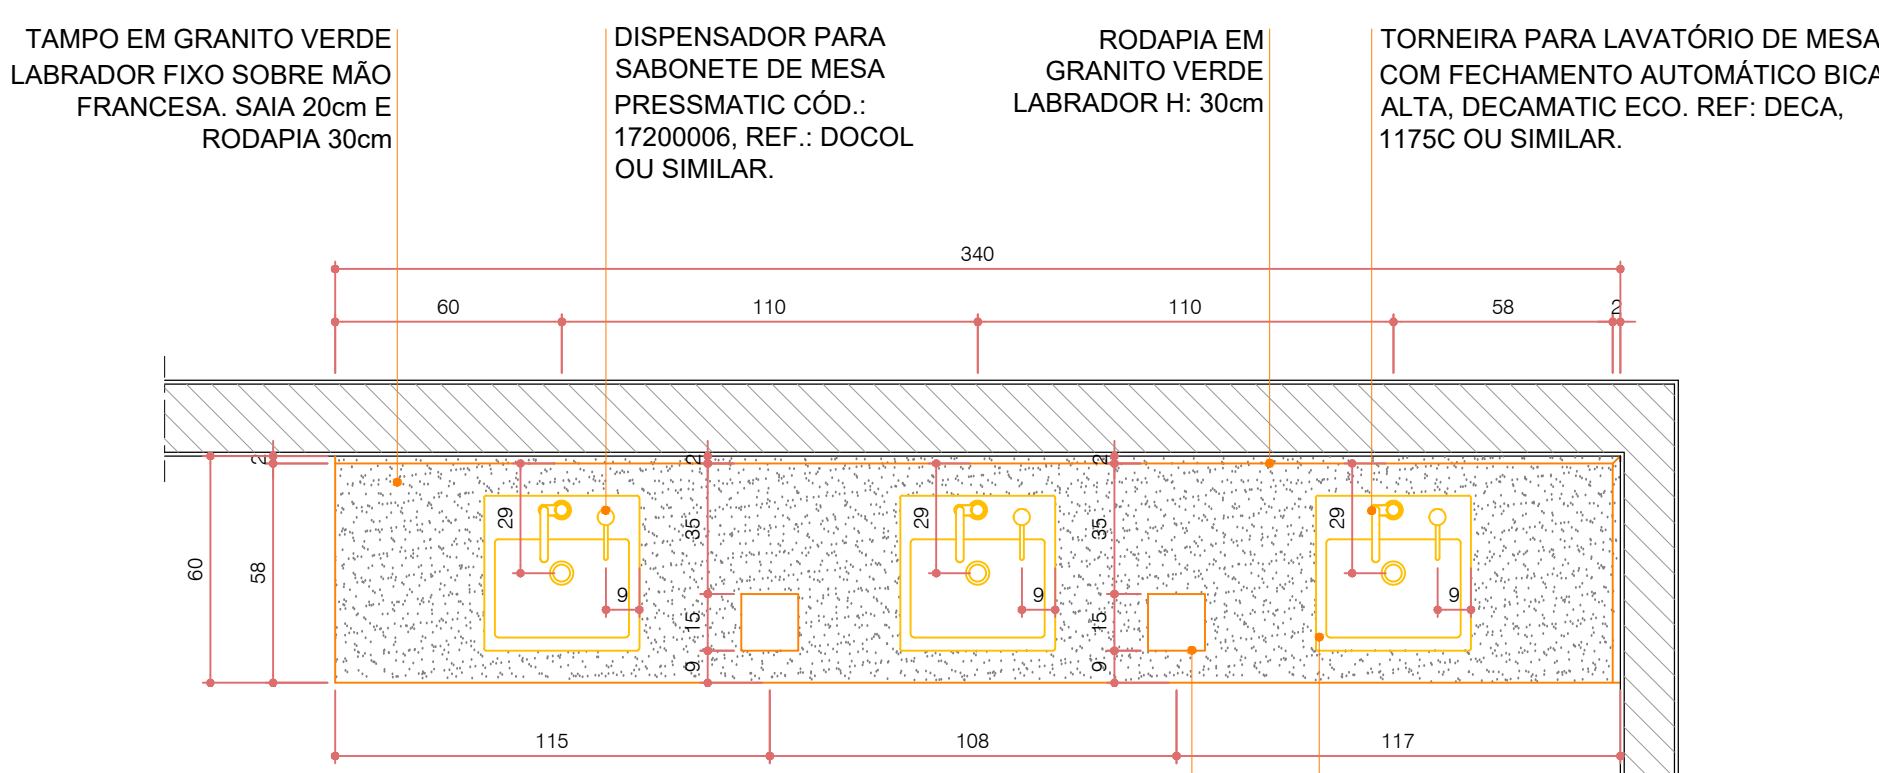 TAMPO EM GRANITO VERDE
LABRADOR FIXO SOBRE MÃO
FRANCESA. SAIA 20cm E
RODAPIA 30cm
DISPENSADOR PARA
SABONETE DE MESA
PRESSMATIC CÓD.:
17200006, REF.: DOCOL
OU SIMILAR.
RODAPIA EM
GRANITO VERDE
LABRADOR H: 30cm
TORNEIRA PARA LAVATÓRIO DE MESA
COM FECHAMENTO AUTOMÁTICO BICA
ALTA, DECAMATIC ECO. REF: DECA,
1175C OU SIMILAR.
340
60
110
110
58
2
2
2
2
29
35
29
35
29
60
58
9
9
9
15
15
9
9
115
108
117